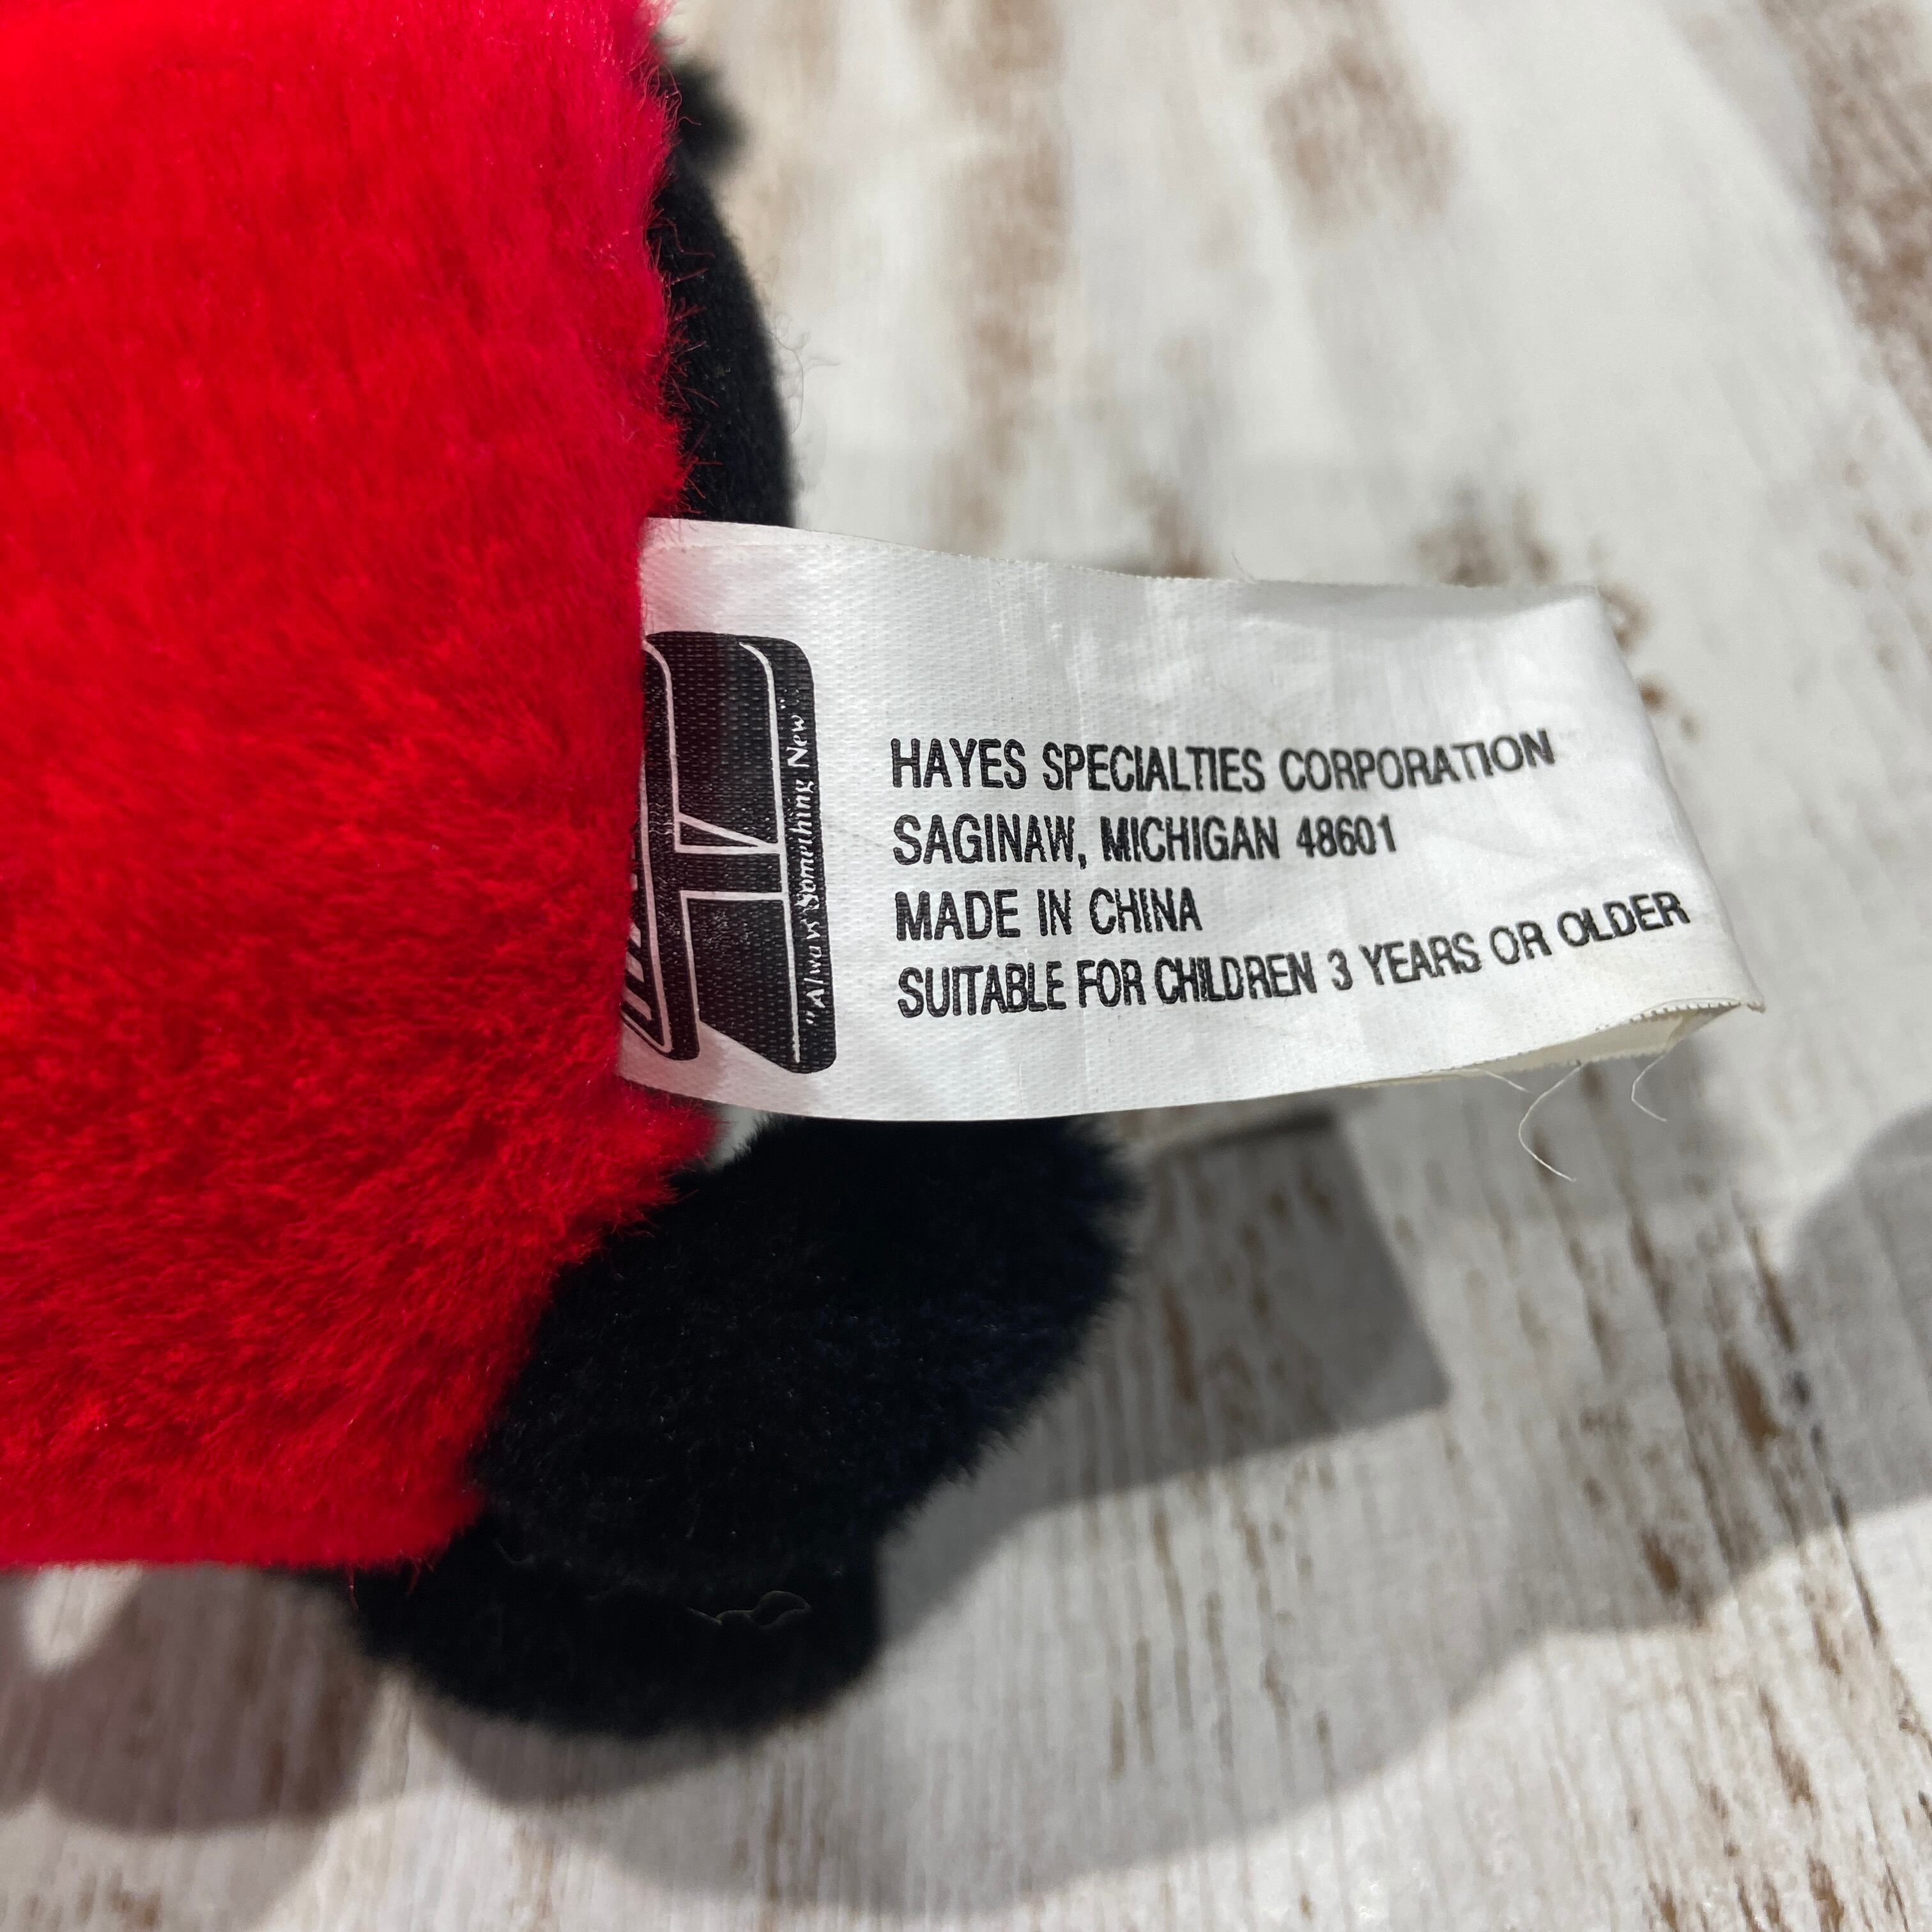 "Always Something New"
HAYES SPECIALTIES CORPORATION
SAGINAW, MICHIGAN 48601
MADE IN CHINA
SUITABLE FOR CHILDREN 3 YEARS OR OLDER